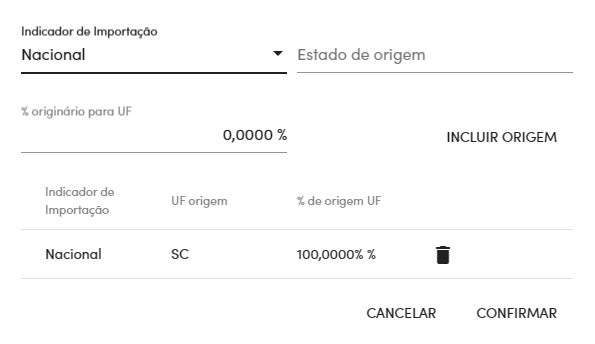 Indicador de Importação
Nacional
Estado de origem
% originário para UF
0,0000 %
INCLUIR ORIGEM
Indicador de
Importação
UF origem
% de origem UF
Nacional
SC
100,0000% %
CANCELAR
CONFIRMAR